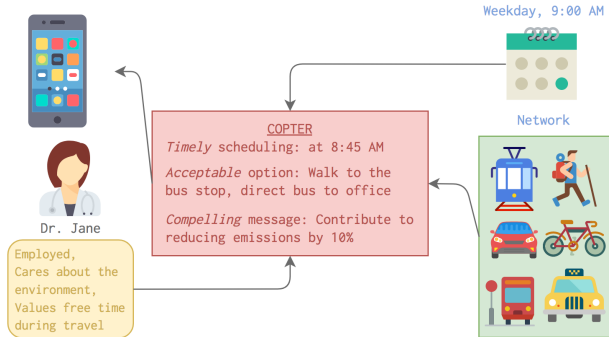 Weekday, 9:00 AM
Network
COPTER
Timely scheduling: at 8:45 AM
Acceptable option: Walk to the
bus stop, direct bus to office
Compelling message: Contribute to
reducing emissions by 10%
Dr. Jane
Employed,
Cares about the
environment,
Values free time
during travel